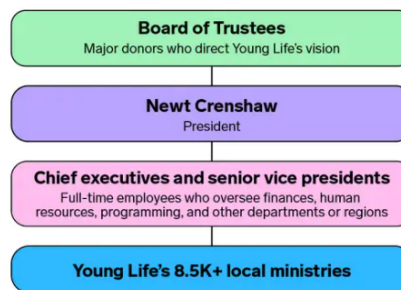 Board of Trustees
Major donors who direct Young Life's vision
Newt Crenshaw
President
Chief executives and senior vice presidents
Full-time employees who oversee finances, human
resources, programming, and other departments or regions
Young Life's 8.5K+ local ministries